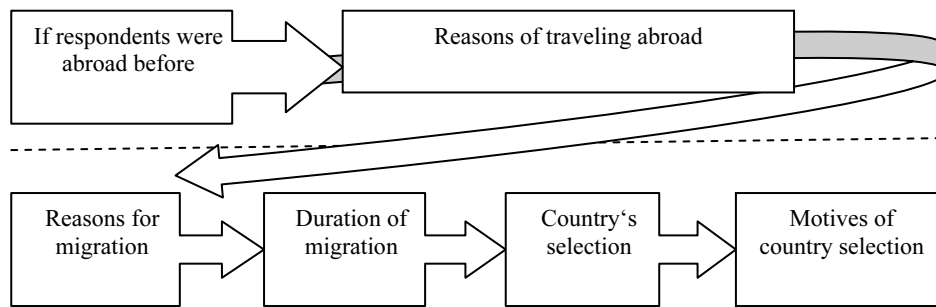 If respondents were
abroad before
Reasons of traveling abroad
Reasons for
migration
Duration of
migration
Country‘s
selection
Motives of
country selection